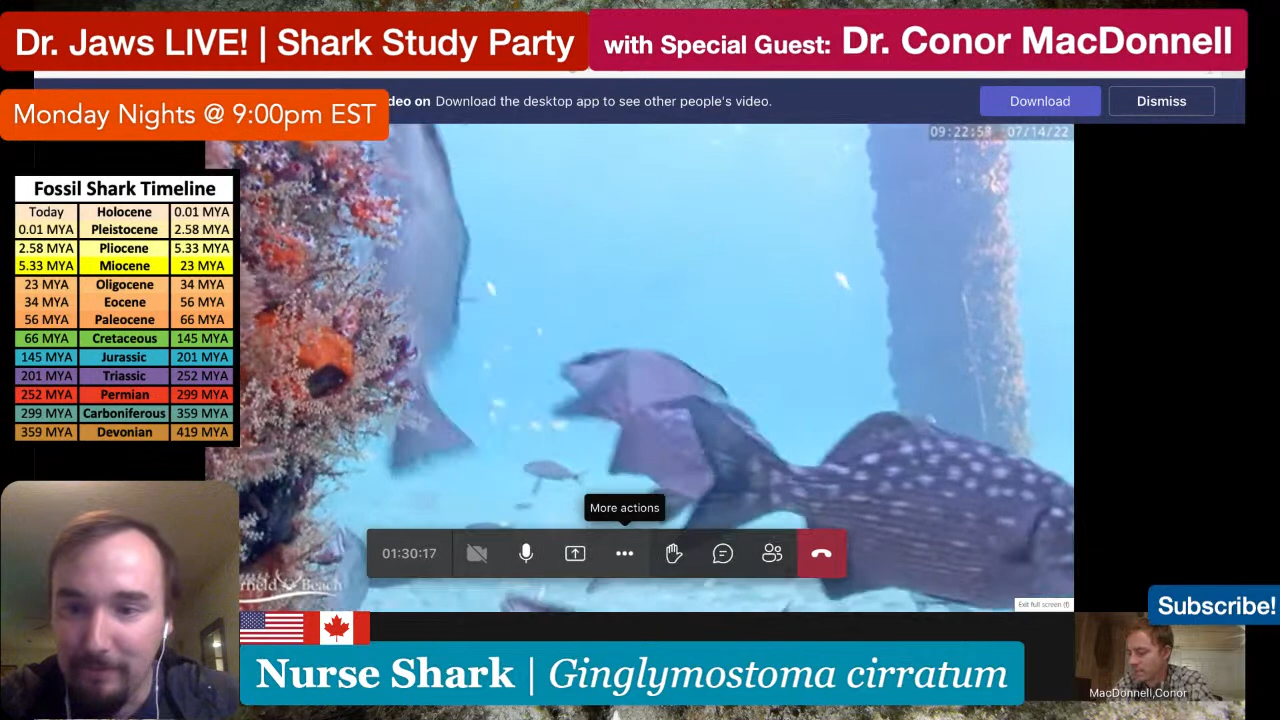 Dr. Jaws LIVE! | Shark Study Party
with Special Guest: Dr. Conor MacDonnell
Monday Nights @ 9:00pm EST
deo on Download the desktop app to see other people's video.
Download
Dismiss
09:22:53 07/14/22
Fossil Shark Timeline
Today Holocene 0.01 MYA
0.01 MYA Pleistocene 2.58 MYA
2.58 MYA Pliocene 5.33 MYA
5.33 MYA Miocene 23 MYA
23 MYA Oligocene 34 MYA
34 MYA Eocene 56 MYA
56 MYA Paleocene 66 MYA
66 MYA Cretaceous 145 MYA
145 MYA Jurassic 201 MYA
201 MYA Triassic 252 MYA
252 MYA Permian 299 MYA
299 MYA Carboniferous 359 MYA
359 MYA Devonian 419 MYA
More actions
01:30:17
Beach
Exit full screen (f)
Subscribe!
Nurse Shark | Ginglymostoma cirratum
MacDonnell,Conor